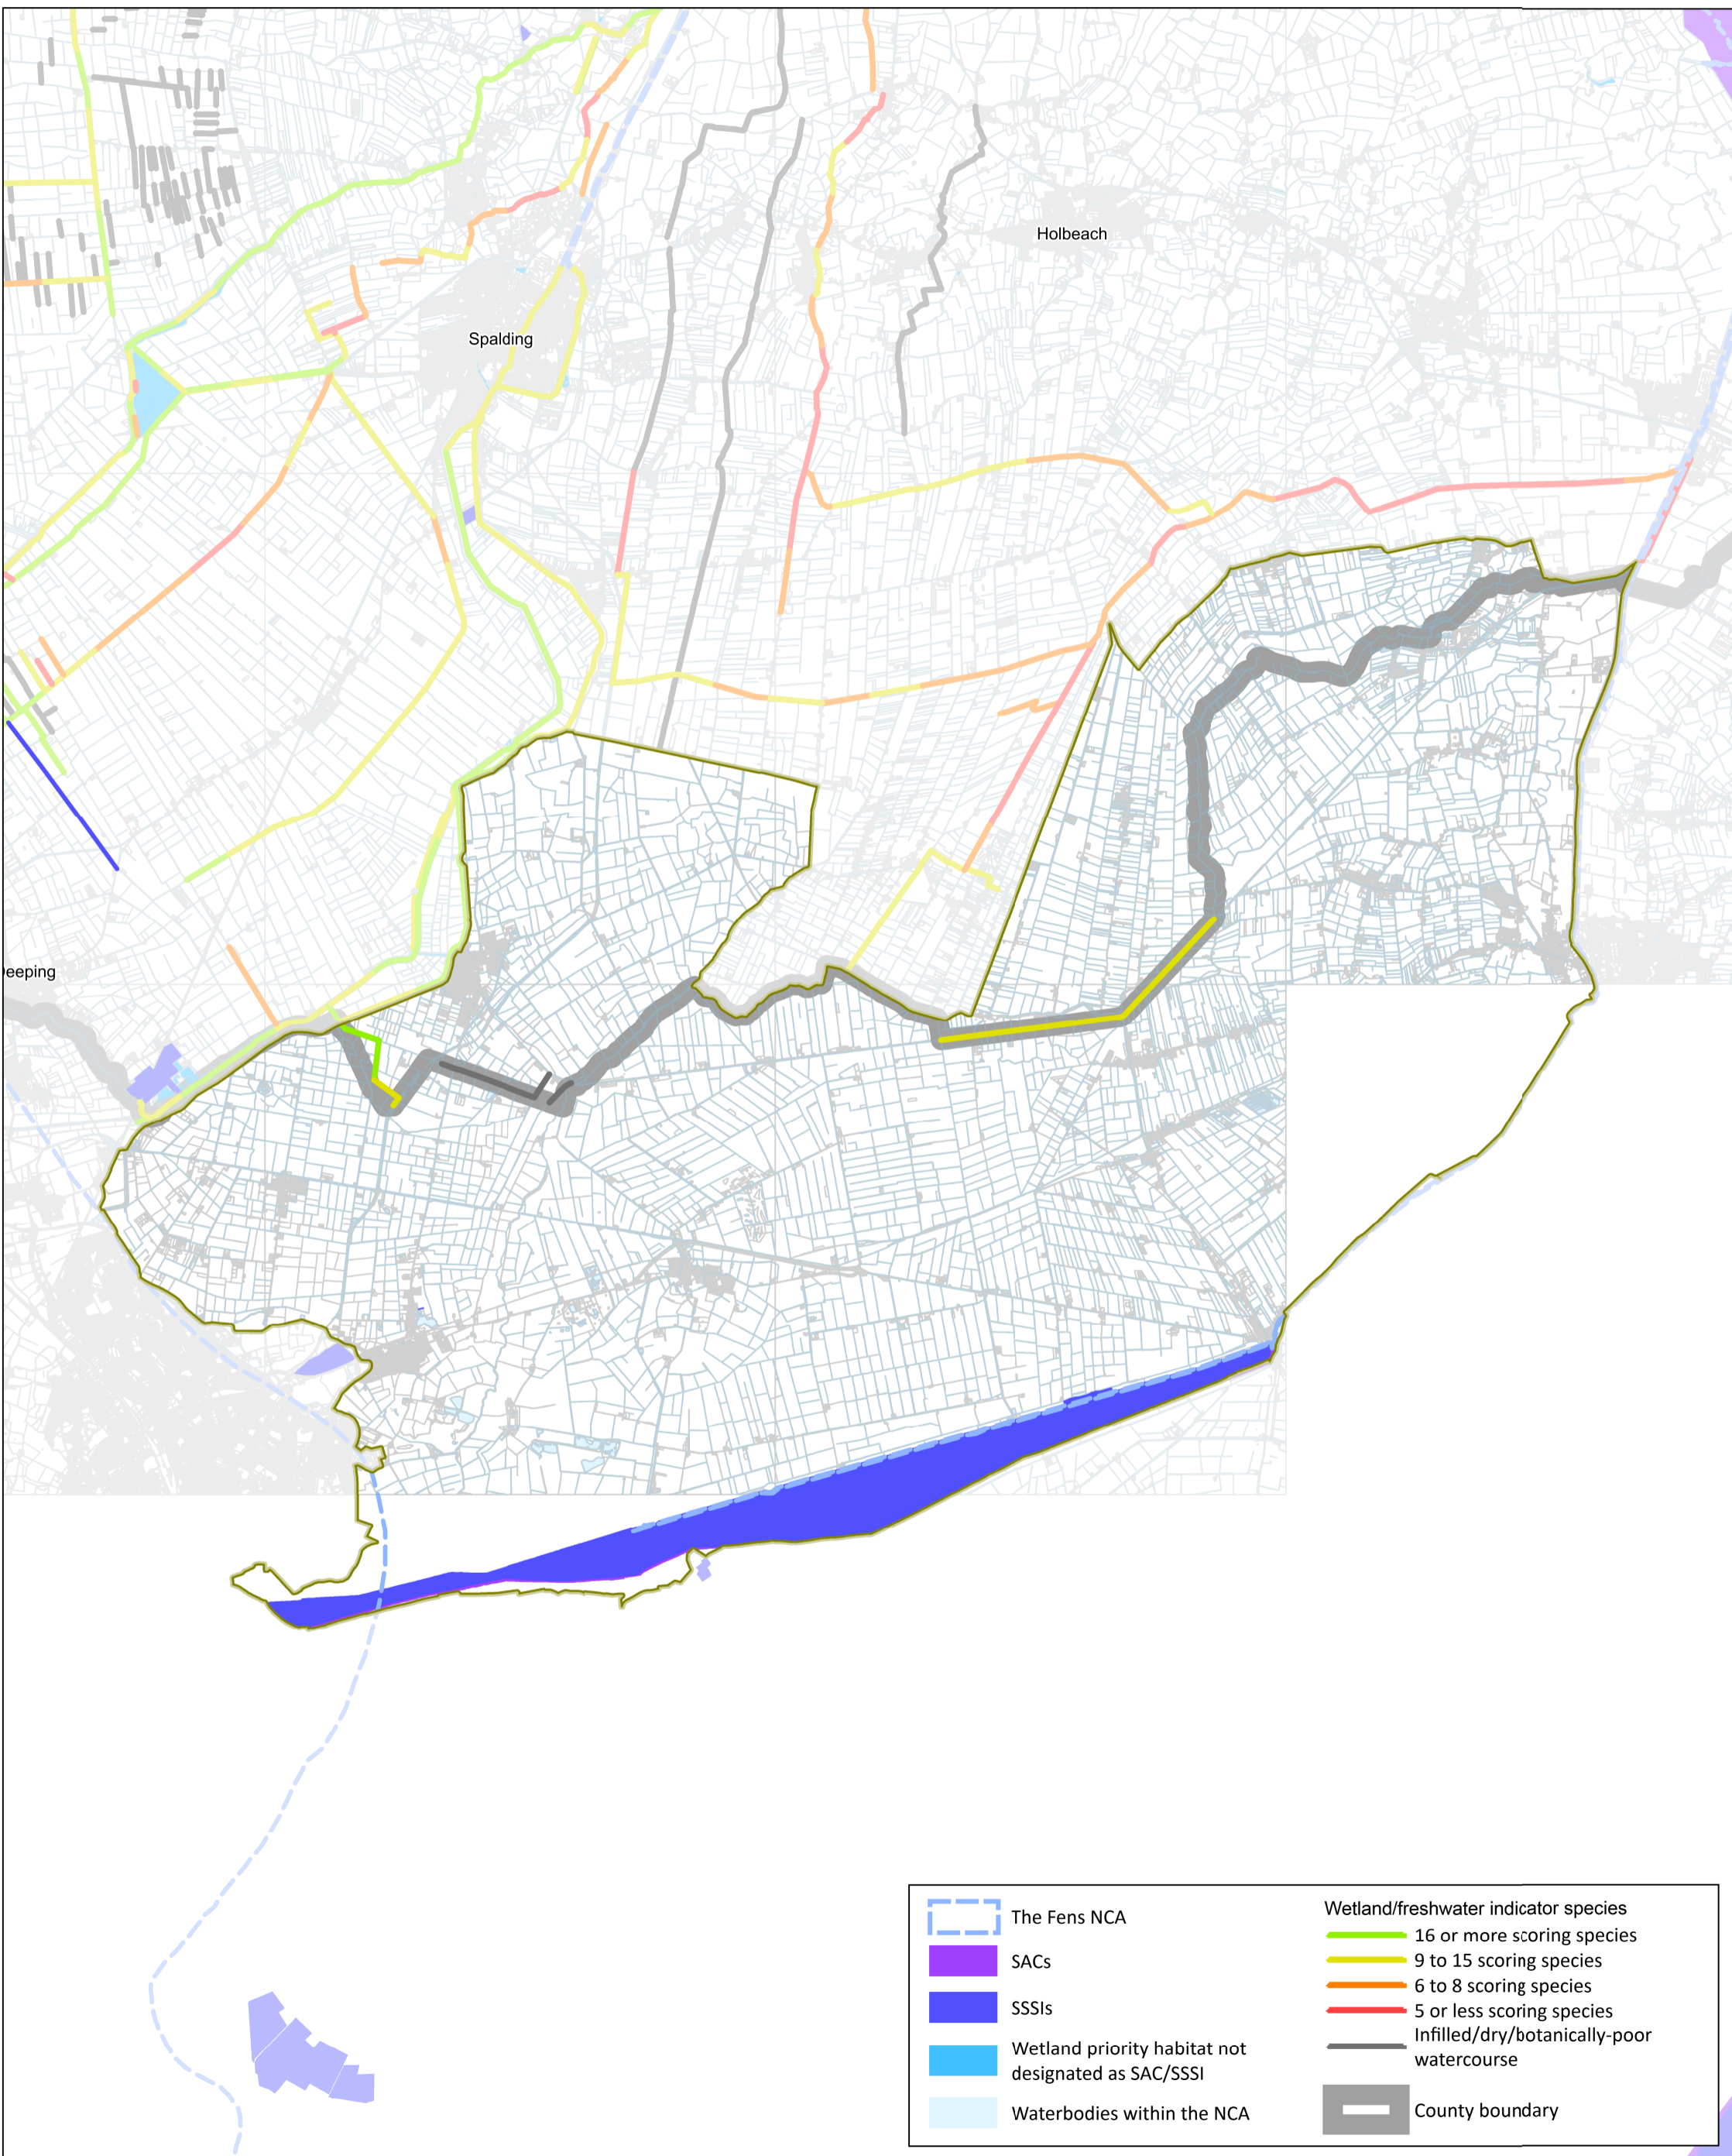 Holbeach
Spalding
eeping
The Fens NCA
SACs
SSSIs
Wetland priority habitat not
designated as SAC/SSSI
Waterbodies within the NCA
Wetland/freshwater indicator species
16 or more scoring species
9 to 15 scoring species
6 to 8 scoring species
5 or less scoring species
Infilled/dry/botanically-poor
watercourse
County boundary